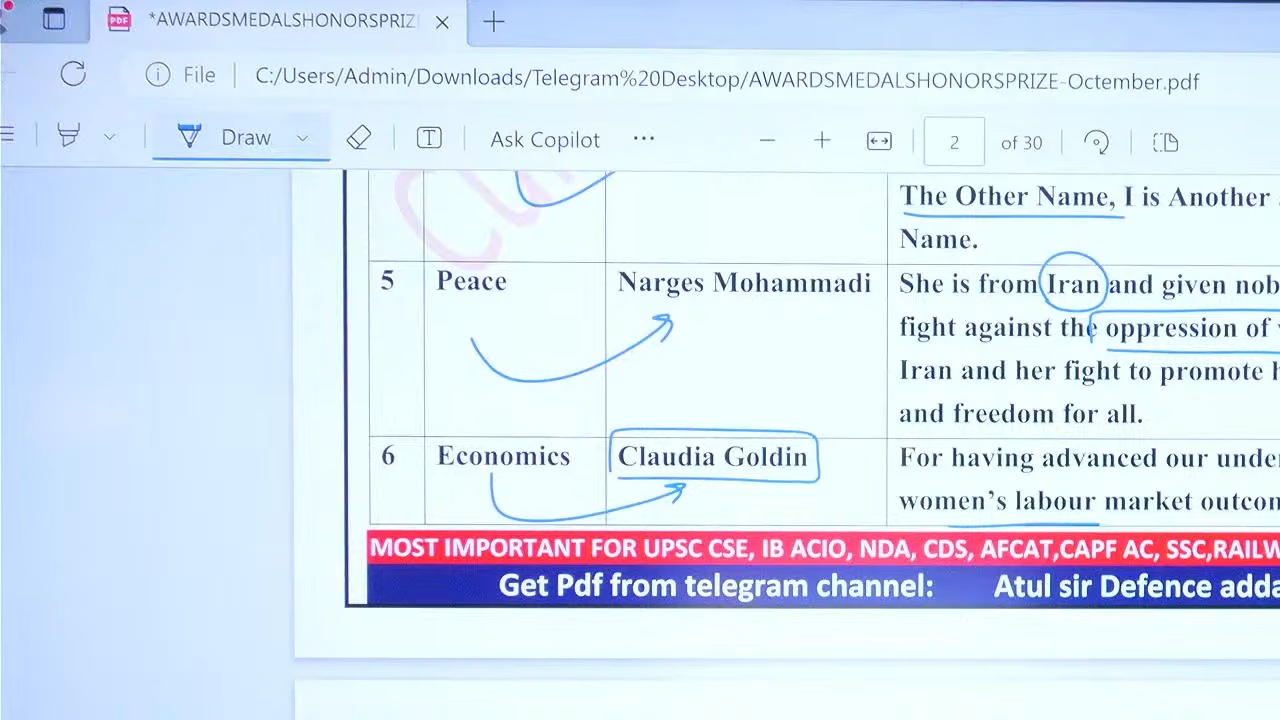 *AWARDSMEDALSHONORSPRIZ
File
C:/Users/Admin/Downloads/Telegram%20Desktop/AWARDSMEDALSHONORSPRIZE-Octember.pdf
Draw
Ask Copilot
2 of 30
The Other Name, I is Another
Name.
5 Peace Narges Mohammadi She is from Iran and given nob
fight against the oppression of
Iran and her fight to promote h
and freedom for all.
6 Economics Claudia Goldin For having advanced our under
women's labour market outcom
MOST IMPORTANT FOR UPSC CSE, IB ACIO, NDA, CDS, AFCAT,CAPF AC, SSC,RAILW
Get Pdf from telegram channel: Atul sir Defence adda